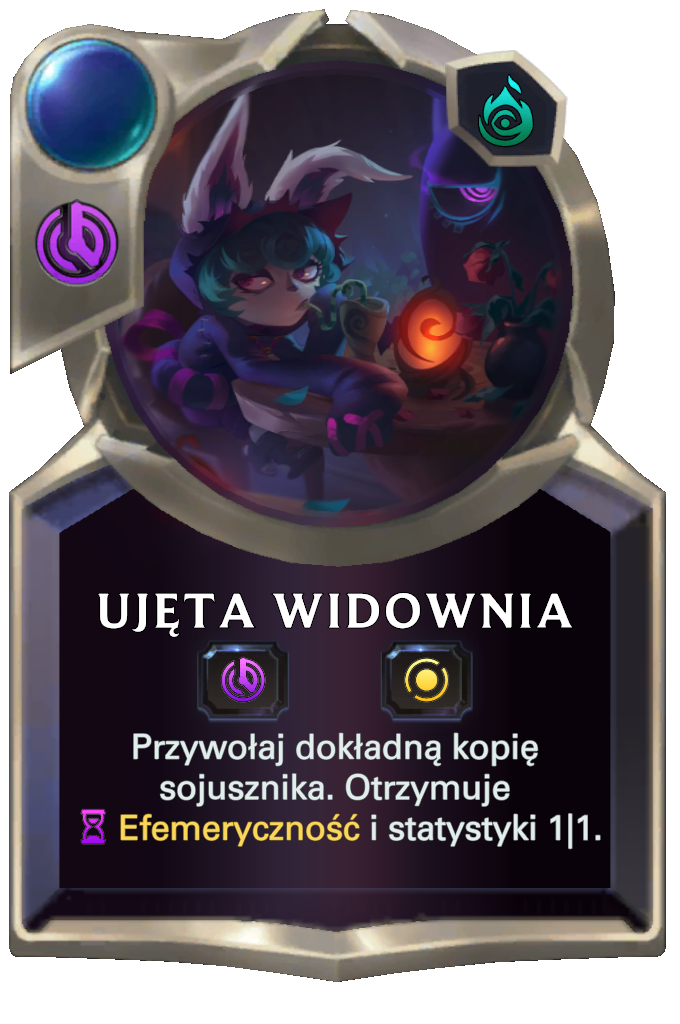 UJĘTA WIDOWNIA
Przywołaj dokładną kopię
sojusznika. Otrzymuje
Efemeryczność i statystyki 1|1.